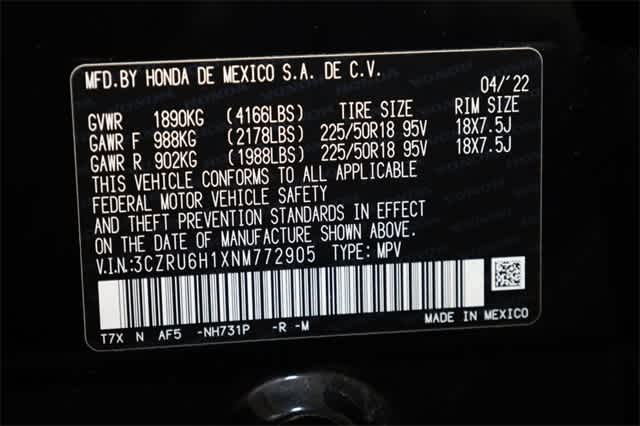 MFD.BY HONDA DE MEXICO S.A. DE C.V.
04/'22
GVWR 1890KG (4166LBS) TIRE SIZE RIM SIZE
GAWR F 988KG (2178LBS) 225/50R18 95V 18X7.5J
GAWR R 902KG (1988LBS) 225/50R18 95V 18X7.5J
THIS VEHICLE CONFORMS TO ALL APPLICABLE
FEDERAL MOTOR VEHICLE SAFETY
AND THEFT PREVENTION STANDARDS IN EFFECT
ON THE DATE OF MANUFACTURE SHOWN ABOVE.
V.I.N:3CZRU6H1XNM772905 TYPE: MPV
T7X N AF5 -NH731P -R -M MADE IN MEXICO